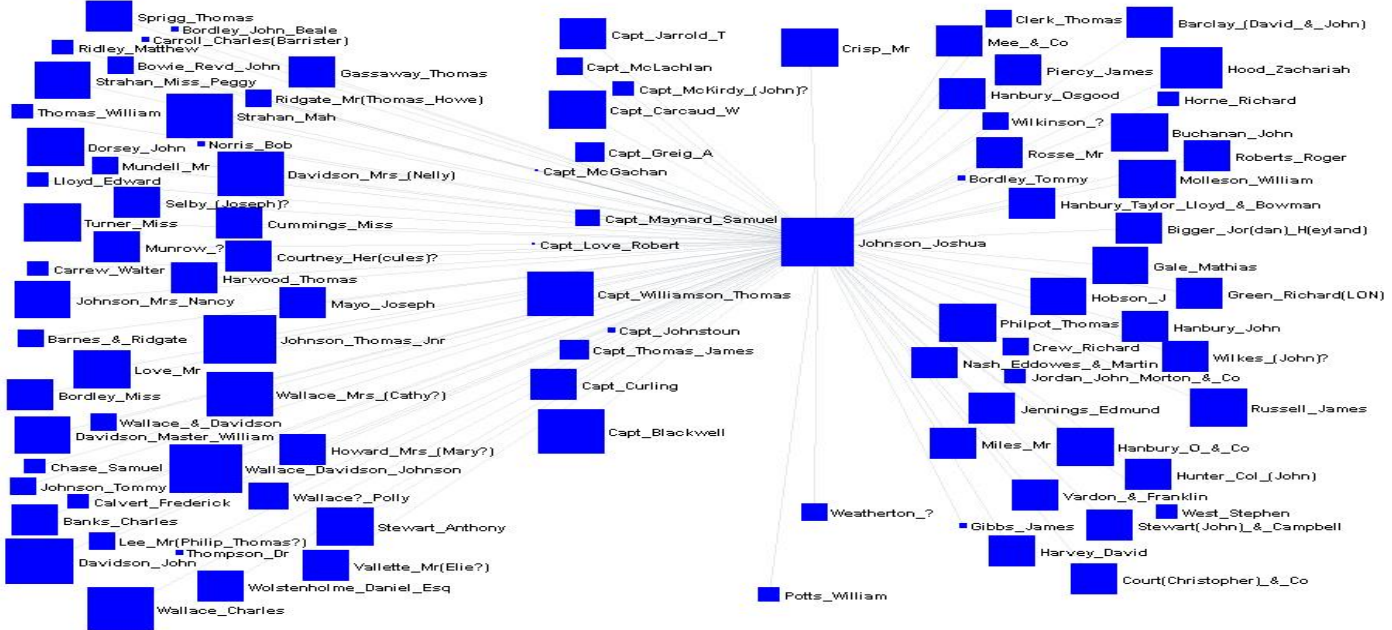 Sprigg_Thomas
Bordley_John_Beale
Carroll_Charles(Barrister)
Ridley_Matthew
Bowie_Revd_John
Gassaway_Thomas
Strahan_Miss_Peggy
Ridgate_Mr(Thomas_Howe)
Thomas_William
Strahan_Mah
Dorsey_John
Norris_Bob
Mundell_Mr
Davidson_Mrs_(Nelly)
Lloyd_Edward
Selby_(Joseph)?
Turner_Miss
Cummings_Miss
Munrow_?
Courtney_Her(cules)?
Carrew_Walter
Harwood_Thomas
Johnson_Mrs_Nancy
Mayo_Joseph
Barnes_&_Ridgate
Johnson_Thomas_Jnr
Love_Mr
Bordley_Miss
Wallace_Mrs_(Cathy?)
Wallace_&_Davidson
Davidson_Master_William
Howard_Mrs_(Mary?)
Chase_Samuel
Wallace_Davidson_Johnson
Johnson_Tommy
Wallace?_Polly
Calvert_Frederick
Banks_Charles
Stewart_Anthony
Lee_Mr(Philip_Thomas?)
Thompson_Dr
Davidson_John
Vallette_Mr(Elie?)
Wolstenholme_Daniel_Esq
Wallace_Charles
Capt_Jarrold_T
Capt_McLachlan
Capt_McKirdy_(John)?
Capt_Carcaud_W
Capt_Greig_A
Capt_McGachan
Capt_Maynard_Samuel
Capt_Love_Robert
Capt_Williamson_Thomas
Capt_Johnstoun
Capt_Thomas_James
Capt_Curling
Capt_Blackwell
Crisp_Mr
Johnson_Joshua
Weatherton_?
Potts_William
Clerk_Thomas
Barclay_(David_&_John)
Mee_&_Co
Piercy_James
Hood_Zachariah
Hanbury_Osgood
Horne_Richard
Wilkinson_?
Buchanan_John
Rosse_Mr
Roberts_Roger
Bordley_Tommy
Molleson_William
Hanbury_Taylor_Lloyd_&_Bowman
Bigger_Jor(dan)_H(eyland)
Gale_Mathias
Hobson_J
Green_Richard(LON)
Philpot_Thomas
Hanbury_John
Crew_Richard
Wilkes_(John)?
Nash_Eddowes_&_Martin
Jordan_John_Morton_&_Co
Jennings_Edmund
Russell_James
Miles_Mr
Hanbury_O_&_Co
Hunter_Col_(John)
Vardon_&_Franklin
West_Stephen
Gibbs_James
Stewart(John)_&_Campbell
Harvey_David
Court(Christopher)_&_Co